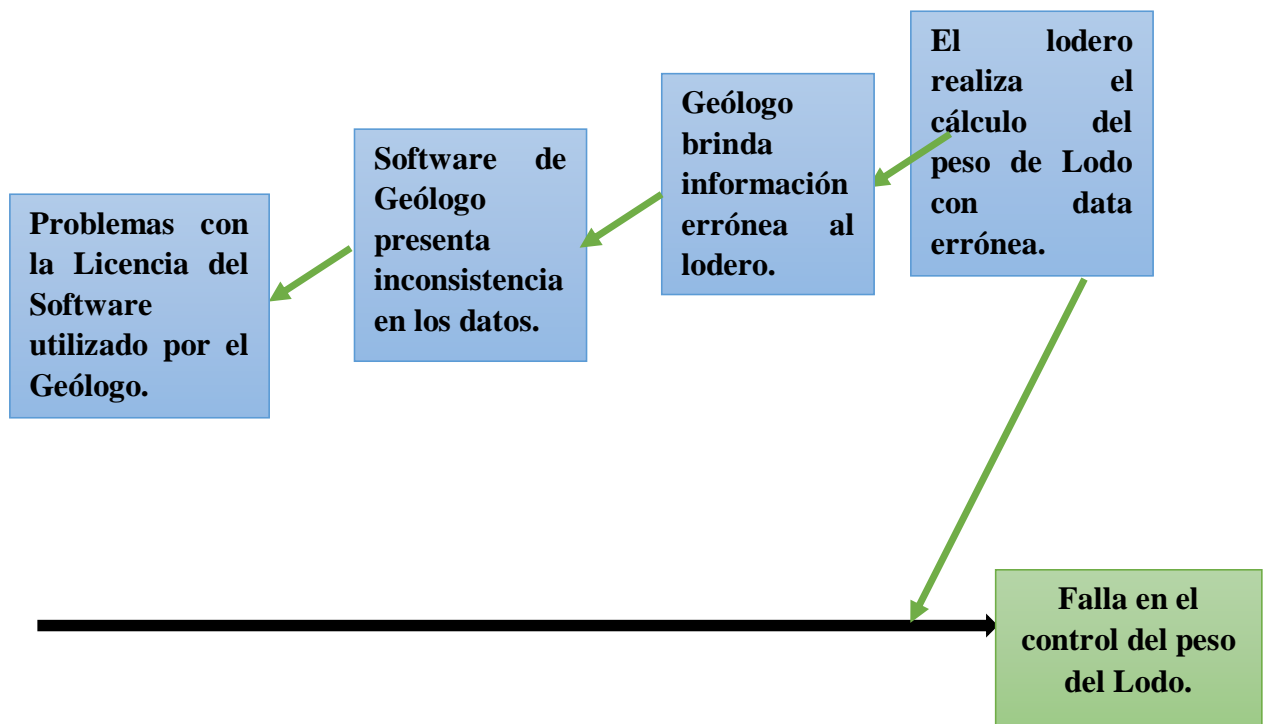 Problemas con
la Licencia del
Software
utilizado por el
Geólogo.
Software de
Geólogo
presenta
inconsistencia
en los datos.
Geólogo
brinda
información
errónea al
lodero.
El lodero
realiza el
cálculo del
peso de Lodo
con data
errónea.
Falla en el
control del peso
del Lodo.